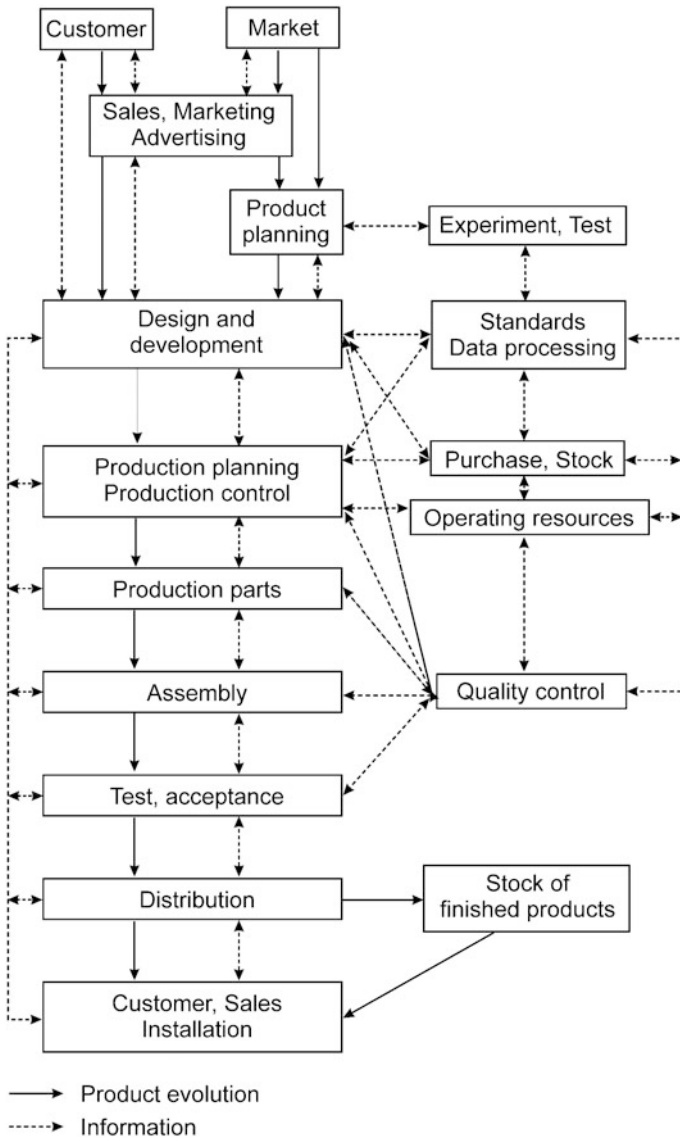 Customer
Market
Sales, Marketing
Advertising
Product
planning
Experiment, Test
Design and
development
Standards
Data processing
Production planning
Production control
Purchase, Stock
Operating resources
Production parts
Assembly
Quality control
Test, acceptance
Distribution
Stock of
finished products
Customer, Sales
Installation
Product evolution
Information